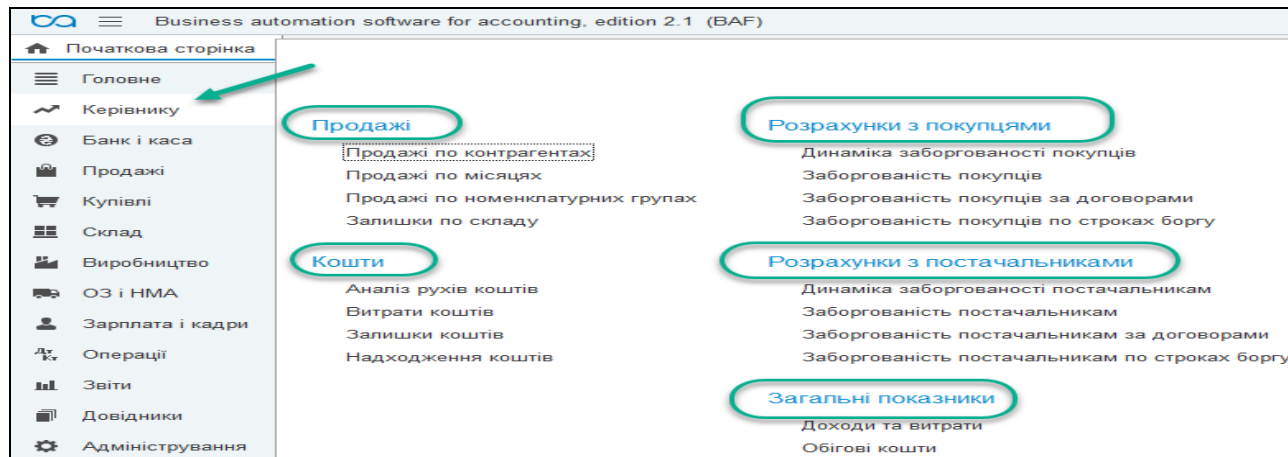 Business automation software for accounting, edition 2.1 (BAF)
Початкова сторінка
Головне
Керівнику
Банк і каса
Продажі
Купівлі
Склад
Виробництво
ОЗ і НМА
Зарплата і кадри
Операції
Звіти
Довідники
Адміністрування
Продажі
Продажі по контрагентах
Продажі по місяцях
Продажі по номенклатурних групах
Залишки по складу
Кошти
Аналіз рухів коштів
Витрати коштів
Залишки коштів
Надходження коштів
Розрахунки з покупцями
Динаміка заборгованості покупців
Заборгованість покупців
Заборгованість покупців за договорами
Заборгованість покупців по строках боргу
Розрахунки з постачальниками
Динаміка заборгованості постачальникам
Заборгованість постачальникам
Заборгованість постачальникам за договорами
Заборгованість постачальникам по строках боргу
Загальні показники
Доходи та витрати
Обігові кошти